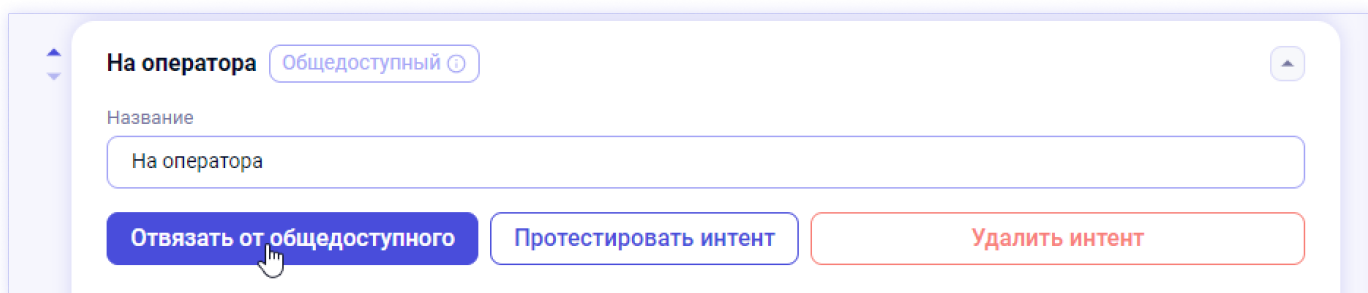 На оператора Общедоступный
Название
На оператора
Отвязать от общедоступного Протестировать интент Удалить интент